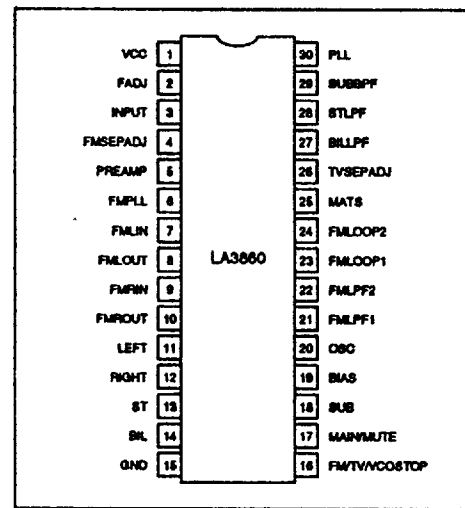 VCC 1 30 PLL
FADJ 2 29 SUBBPF
INPUT 3 28 STLPF
FMSEPADJ 4 27 BILLPF
PREAMP 5 26 TVSEPADJ
FMPLL 6 25 MATS
FMLIN 7 24 FMLOOP2
FMLOUT 8 LA3860 23 FMLOOP1
FMRIN 9 22 FMLPF2
FMROUT 10 21 FMLPF1
LEFT 11 20 OSC
RIGHT 12 19 BIAS
ST 13 18 SUB
BIL 14 17 MAIN/MUTE
GND 15 16 FM/TV/VCOSTOP